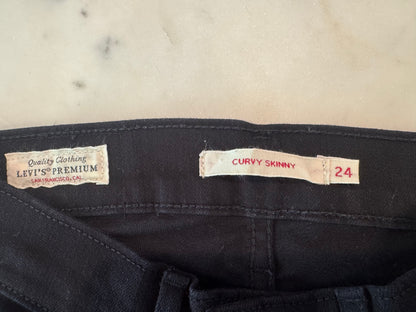 Quality Clothing
LEVI'S® PREMIUM
SAN FRANCISCO, CAL
CURVY SKINNY
24